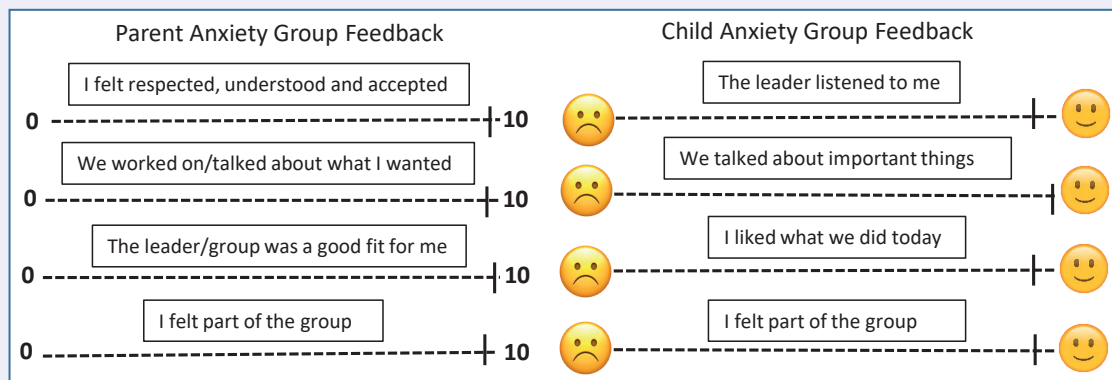 Parent Anxiety Group Feedback
I felt respected, understood and accepted
0 10
We worked on/talked about what I wanted
0 10
The leader/group was a good fit for me
0 10
I felt part of the group
0 10
Child Anxiety Group Feedback
The leader listened to me
We talked about important things
I liked what we did today
I felt part of the group